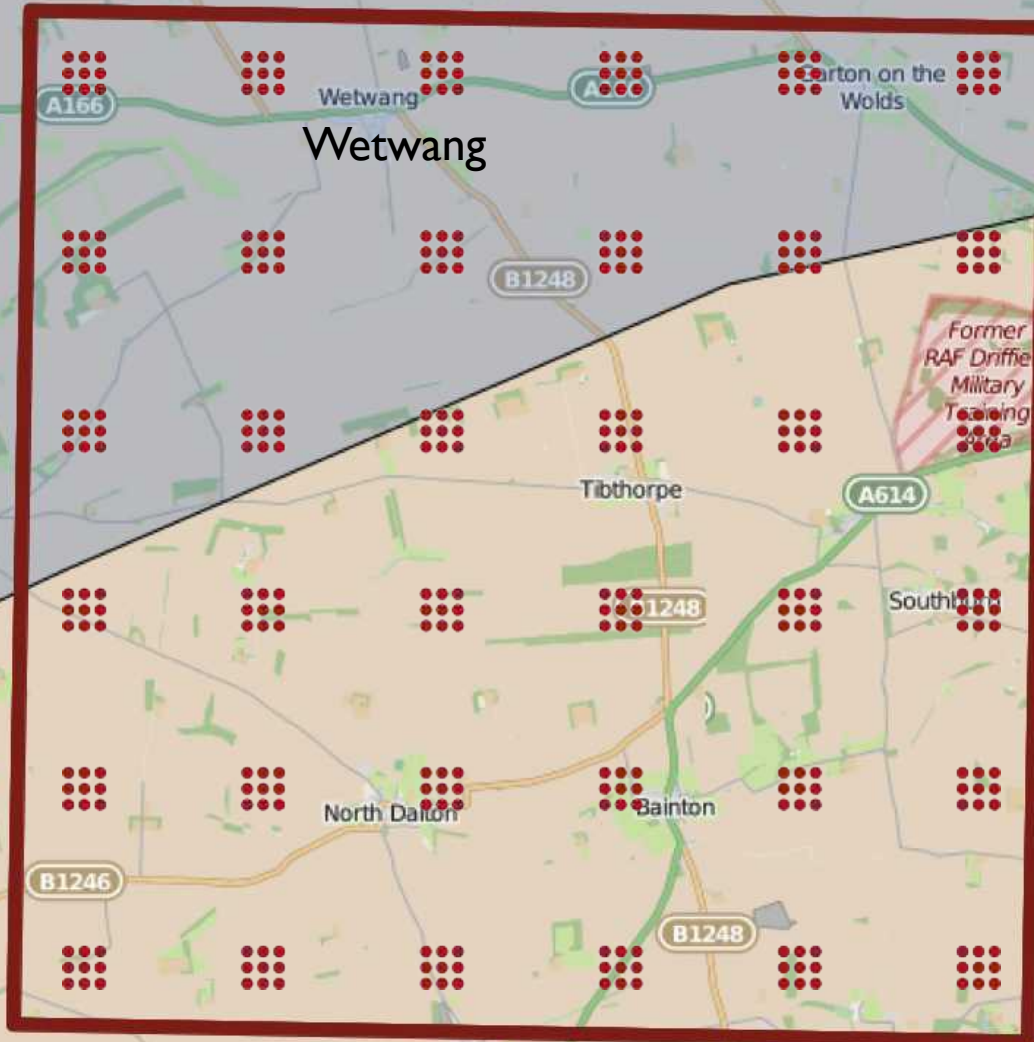 A166
Wetwang
Wetwang
Garton on the
Wolds
B1248
Former
RAF Driffie
Military
Training
Area
Tibthorpe
A614
B1248
Southburn
North Dalton
Bainton
B1246
B1248